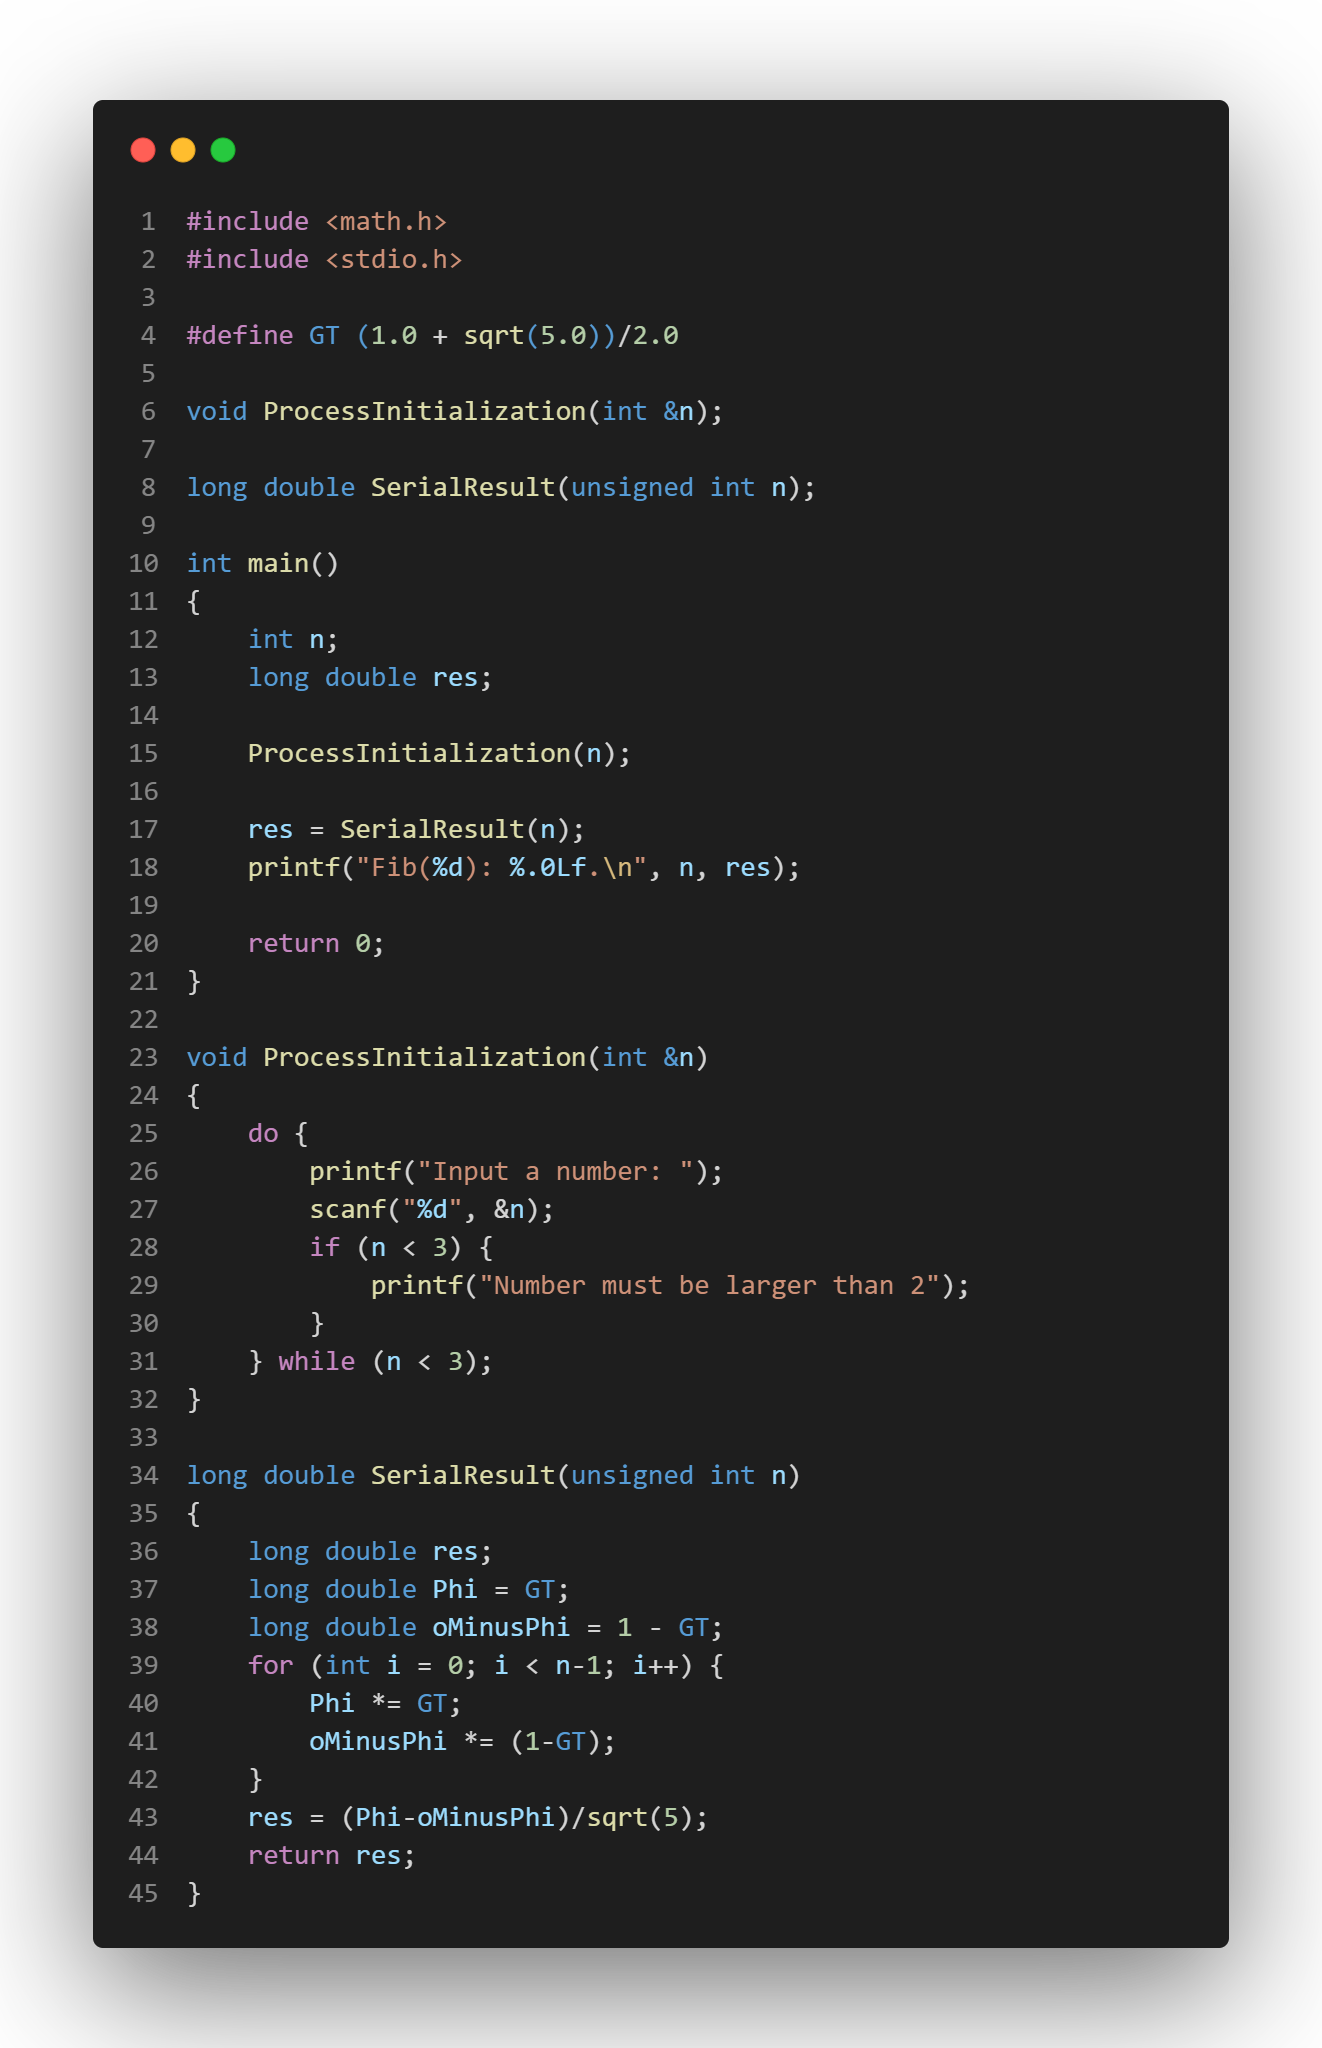 1 #include <math.h>
2 #include <stdio.h>
3
4 #define GT (1.0 + sqrt(5.0))/2.0
5
6 void ProcessInitialization(int &n);
7
8 long double SerialResult(unsigned int n);
9
10 int main()
11 {
12     int n;
13     long double res;
14
15     ProcessInitialization(n);
16
17     res = SerialResult(n);
18     printf("Fib(%d): %.0Lf.\n", n, res);
19
20     return 0;
21 }
22
23 void ProcessInitialization(int &n)
24 {
25     do {
26         printf("Input a number: ");
27         scanf("%d", &n);
28         if (n < 3) {
29             printf("Number must be larger than 2");
30         }
31     } while (n < 3);
32 }
33
34 long double SerialResult(unsigned int n)
35 {
36     long double res;
37     long double Phi = GT;
38     long double oMinusPhi = 1 - GT;
39     for (int i = 0; i < n-1; i++) {
40         Phi *= GT;
41         oMinusPhi *= (1-GT);
42     }
43     res = (Phi-oMinusPhi)/sqrt(5);
44     return res;
45 }